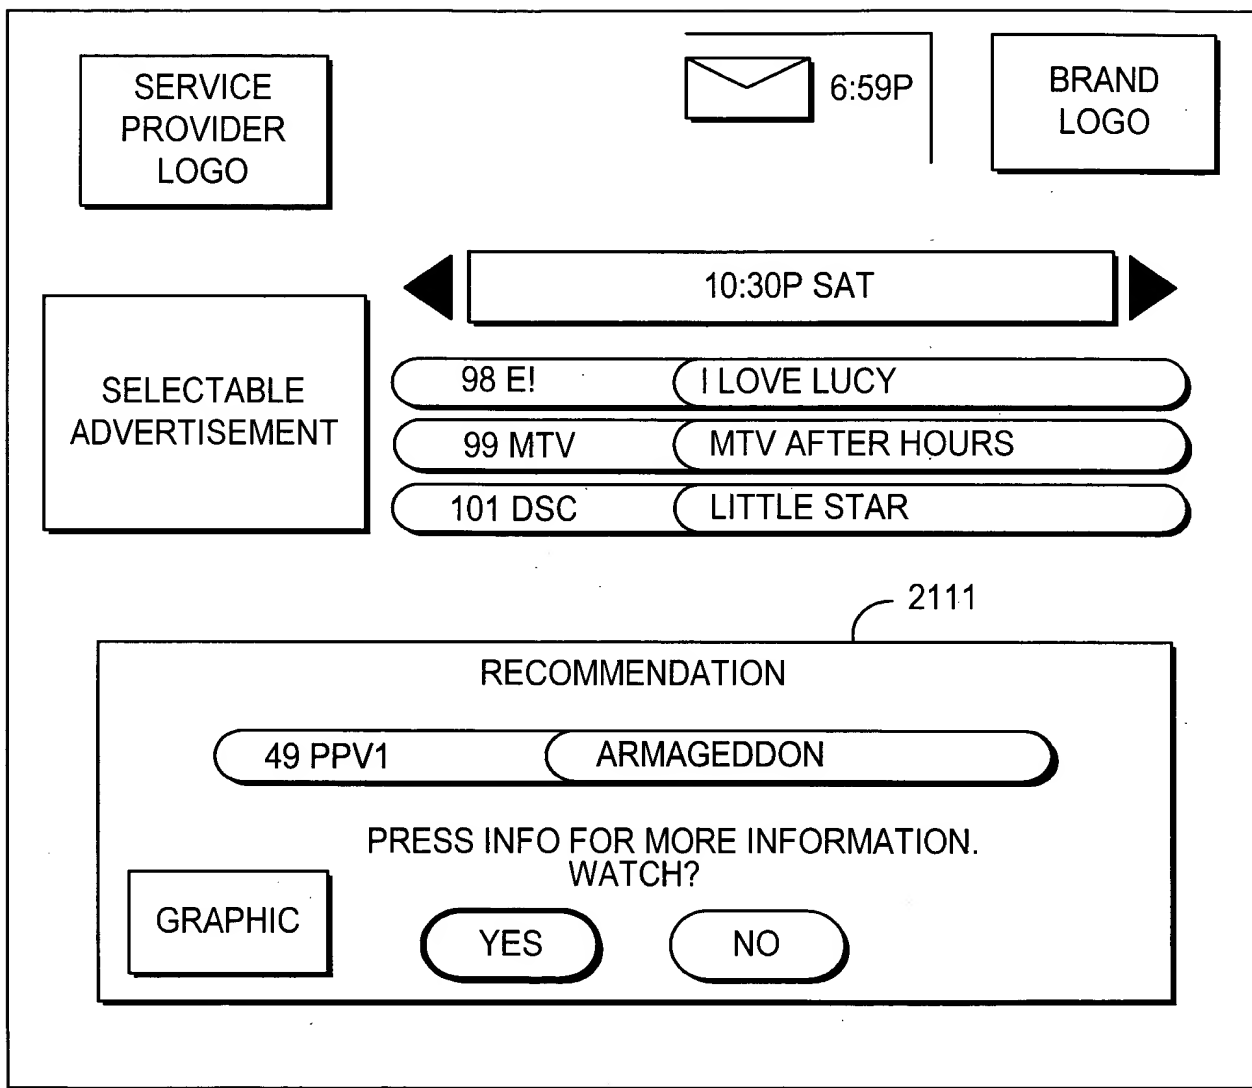 SERVICE
PROVIDER
LOGO
6:59P
BRAND
LOGO
10:30P SAT
SELECTABLE
ADVERTISEMENT
98 E! I LOVE LUCY
99 MTV MTV AFTER HOURS
101 DSC LITTLE STAR
2111
RECOMMENDATION
49 PPV1 ARMAGEDDON
PRESS INFO FOR MORE INFORMATION.
WATCH?
GRAPHIC
YES NO